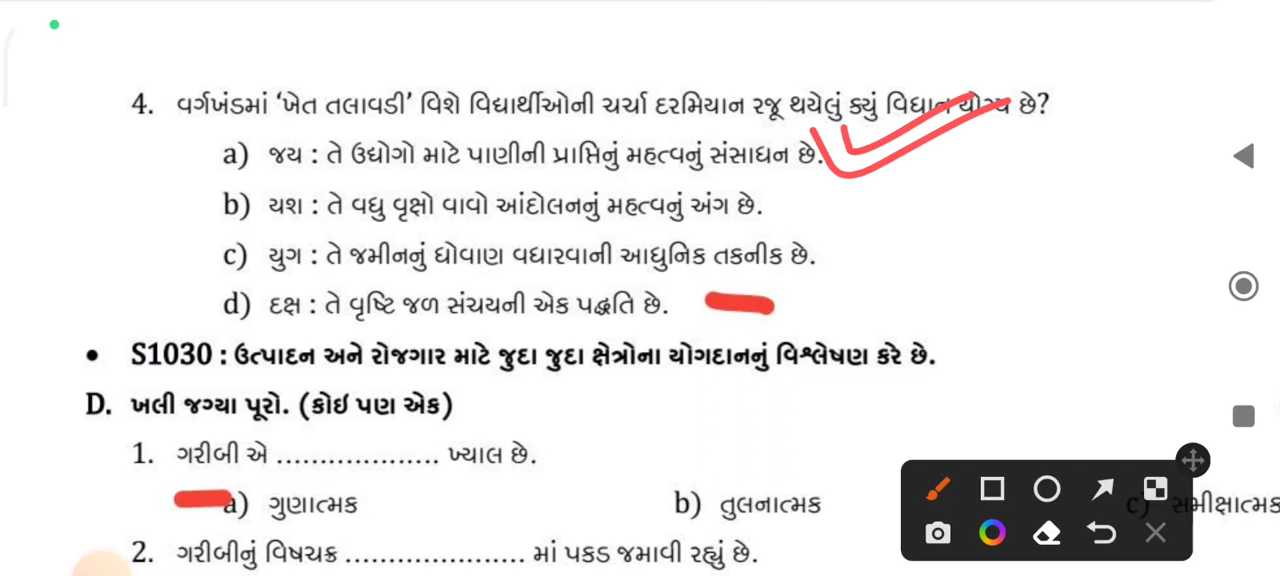 4. વર્ગખંડમાં ‘ખેત તલાવડી’ વિશે વિદ્યાર્થીઓની ચર્ચા દરમિયાન રજૂ થયેલું ક્યું વિધાન યોગ્ય છે?
a) જય : તે ઉદ્યોગો માટે પાણીની પ્રાપ્તિનું મહત્વનું સંસાધન છે.
b) યશ : તે વધુ વૃક્ષો વાવો આંદોલનનું મહત્વનું અંગ છે.
c) યુગ : તે જમીનનું ધોવાણ વધારવાની આધુનિક તકનીક છે.
d) દક્ષ : તે વૃષ્ટિ જળ સંચયની એક પદ્ધતિ છે.
• S1030 : ઉત્પાદન અને રોજગાર માટે જુદા જુદા ક્ષેત્રોના યોગદાનનું વિશ્લેષણ કરે છે.
D. ખલી જગ્યા પૂરો. (કોઇ પણ એક)
1. ગરીબી એ ................... ખ્યાલ છે.
a) ગુણાત્મક b) તુલનાત્મક c) સમીક્ષાત્મક
2. ગરીબીનું વિષચક્ર ..................... માં પકડ જમાવી રહ્યું છે.